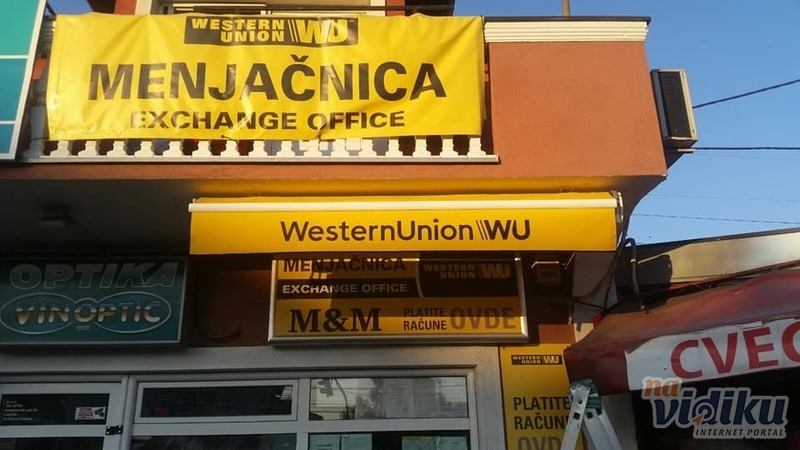 WESTERN
UNION WU
MENJAČNICA
EXCHANGE OFFICE
WesternUnion WU
OPTIKA
VINOPTIC
MENJAČNICA
EXCHANGE OFFICE
WESTERN
UNION WU
M&M
PLATITE
RAČUNE OVDE
WESTERN
UNION WU
PLATITE
RAČUNE
OVDE
CVEĆ
na
vidiku
INTERNET PORTAL